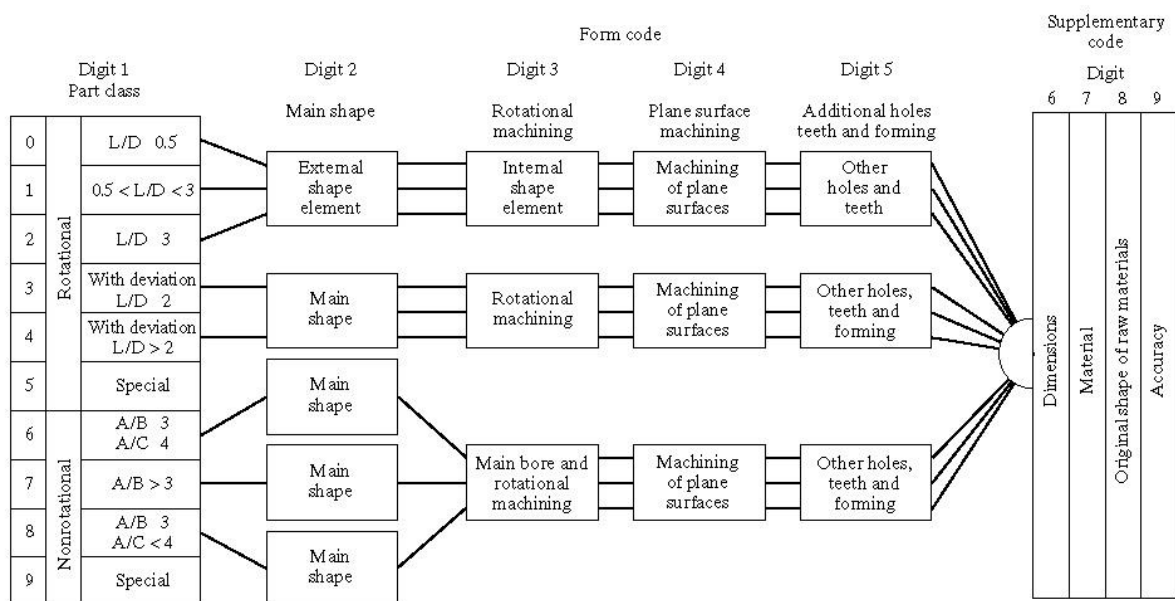 Form code
Supplementary
code
Digit 1
Part class
Digit 2
Main shape
Digit 3
Rotational
machining
Digit 4
Plane surface
machining
Digit 5
Additional holes
teeth and forming
Digit
6 7 8 9
Rotational
Nonrotational
0
L/D 0.5
1
0.5 < L/D < 3
2
L/D 3
3
With deviation
L/D 2
4
With deviation
L/D > 2
5
Special
6
A/B 3
A/C 4
7
A/B > 3
8
A/B 3
A/C < 4
9
Special
External
shape
element
Internal
shape
element
Machining
of plane
surfaces
Other
holes and
teeth
Main
shape
Rotational
machining
Machining
of plane
surfaces
Other holes,
teeth and
forming
Main
shape
Main
shape
Main
shape
Main bore and
rotational
machining
Machining
of plane
surfaces
Other holes,
teeth and
forming
Dimensions
Material
Original shape of raw materials
Accuracy